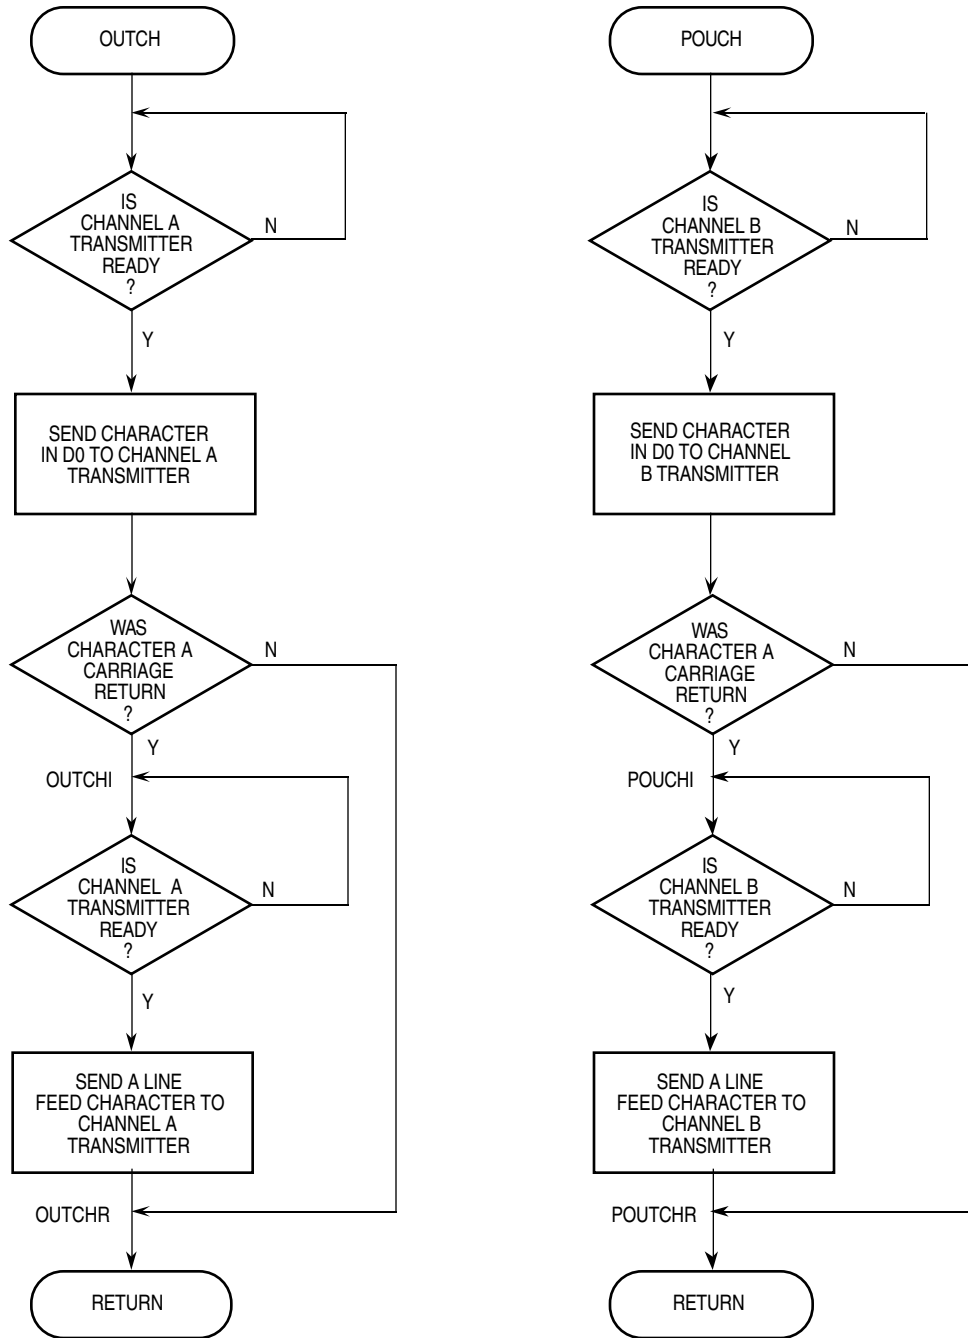 OUTCH
IS
CHANNEL A
TRANSMITTER
READY
?
N
Y
SEND CHARACTER
IN D0 TO CHANNEL A
TRANSMITTER
WAS
CHARACTER A
CARRIAGE
RETURN
?
N
Y
OUTCHI
IS
CHANNEL A
TRANSMITTER
READY
?
N
Y
SEND A LINE
FEED CHARACTER TO
CHANNEL A
TRANSMITTER
OUTCHR
RETURN
POUCH
IS
CHANNEL B
TRANSMITTER
READY
?
N
Y
SEND CHARACTER
IN D0 TO CHANNEL
B TRANSMITTER
WAS
CHARACTER A
CARRIAGE
RETURN
?
N
Y
POUCHI
IS
CHANNEL B
TRANSMITTER
READY
?
N
Y
SEND A LINE
FEED CHARACTER TO
CHANNEL B
TRANSMITTER
POUTCHR
RETURN